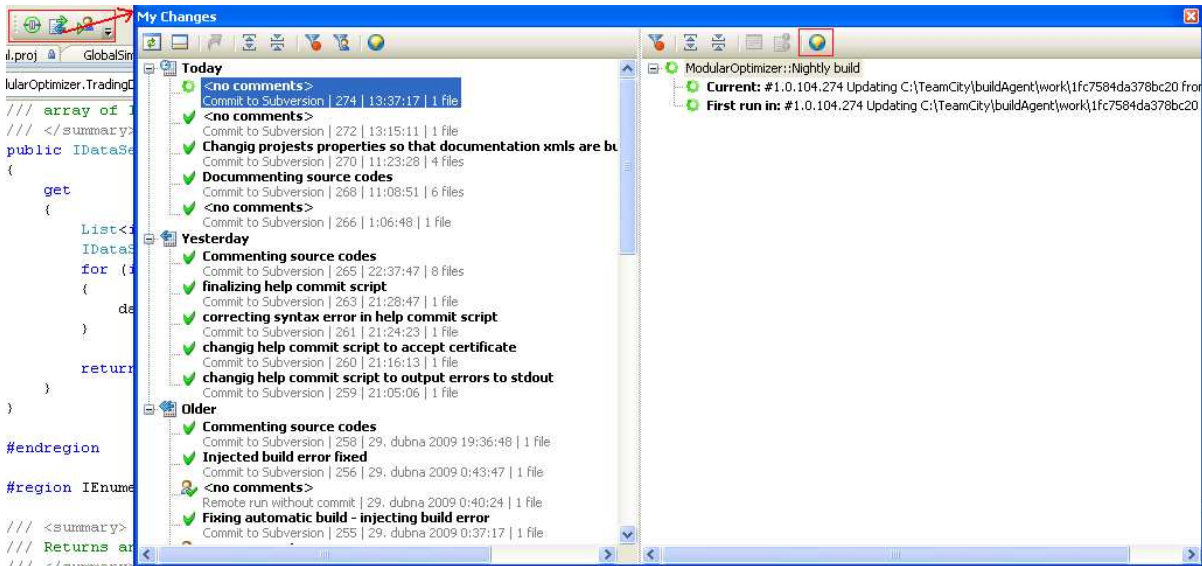 My Changes
l.proj
GlobalSim
ularOptimizer.TradingD
/// array of I
/// </summary>
public IDataSe
{
get
{
List<i
IDataS
for (i
{
da
}
return
}
}
#endregion
#region IEnume
/// <summary>
/// Returns ar
/// </summary>
Today
<no comments>
Commit to Subversion | 274 | 13:37:17 | 1 file
<no comments>
Commit to Subversion | 272 | 13:15:11 | 1 file
Changig projests properties so that documentation xmls are bu
Commit to Subversion | 270 | 11:23:28 | 4 files
Docummenting source codes
Commit to Subversion | 268 | 11:08:51 | 6 files
<no comments>
Commit to Subversion | 266 | 1:06:48 | 1 file
Yesterday
Commenting source codes
Commit to Subversion | 265 | 22:37:47 | 8 files
finalizing help commit script
Commit to Subversion | 263 | 21:28:47 | 1 file
correcting syntax error in help commit script
Commit to Subversion | 261 | 21:24:23 | 1 file
changig help commit script to accept certificate
Commit to Subversion | 260 | 21:16:13 | 1 file
changig help commit script to output errors to stdout
Commit to Subversion | 259 | 21:05:06 | 1 file
Older
Commenting source codes
Commit to Subversion | 258 | 29. dubna 2009 19:36:48 | 1 file
Injected build error fixed
Commit to Subversion | 256 | 29. dubna 2009 0:43:47 | 1 file
<no comments>
Remote run without commit | 29. dubna 2009 0:40:24 | 1 file
Fixing automatic build - injecting build error
Commit to Subversion | 255 | 29. dubna 2009 0:37:17 | 1 file
ModularOptimizer::Nightly build
Current: #1.0.104.274 Updating C:\TeamCity\buildAgent\work\1fc7584da378bc20 from
First run in: #1.0.104.274 Updating C:\TeamCity\buildAgent\work\1fc7584da378bc20